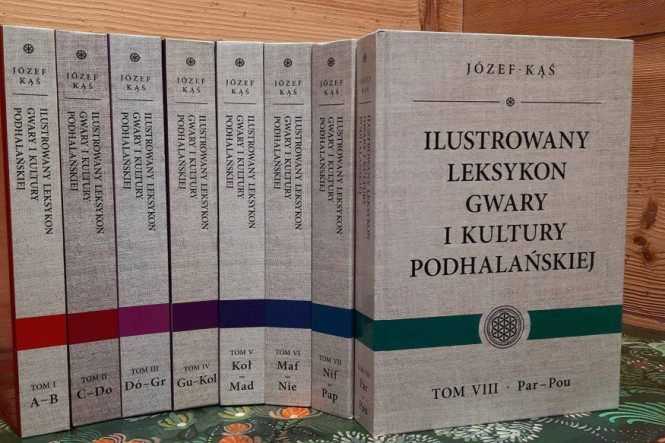 JÓZEF
KĄŚ
ILUSTROWANY LEKSYKON
GWARY I KULTURY
PODHALAŃSKIEJ
TOM I
A–B
JÓZEF
KĄŚ
ILUSTROWANY LEKSYKON
GWARY I KULTURY
PODHALAŃSKIEJ
TOM II
C–Do
JÓZEF
KĄŚ
ILUSTROWANY LEKSYKON
GWARY I KULTURY
PODHALAŃSKIEJ
TOM III
Dó–Gr
JÓZEF
KĄŚ
ILUSTROWANY LEKSYKON
GWARY I KULTURY
PODHALAŃSKIEJ
TOM IV
Gu–Kol
JÓZEF
KĄŚ
ILUSTROWANY LEKSYKON
GWARY I KULTURY
PODHALAŃSKIEJ
TOM V
Koł
–
Mad
JÓZEF
KĄŚ
ILUSTROWANY LEKSYKON
GWARY I KULTURY
PODHALAŃSKIEJ
TOM VI
Maf
–
Nie
JÓZEF
KĄŚ
ILUSTROWANY LEKSYKON
GWARY I KULTURY
PODHALAŃSKIEJ
TOM VII
Nif
–
Pap
JÓZEF · KĄŚ
ILUSTROWANY
LEKSYKON
GWARY
I KULTURY
PODHALAŃSKIEJ
TOM VIII · Par–Pou